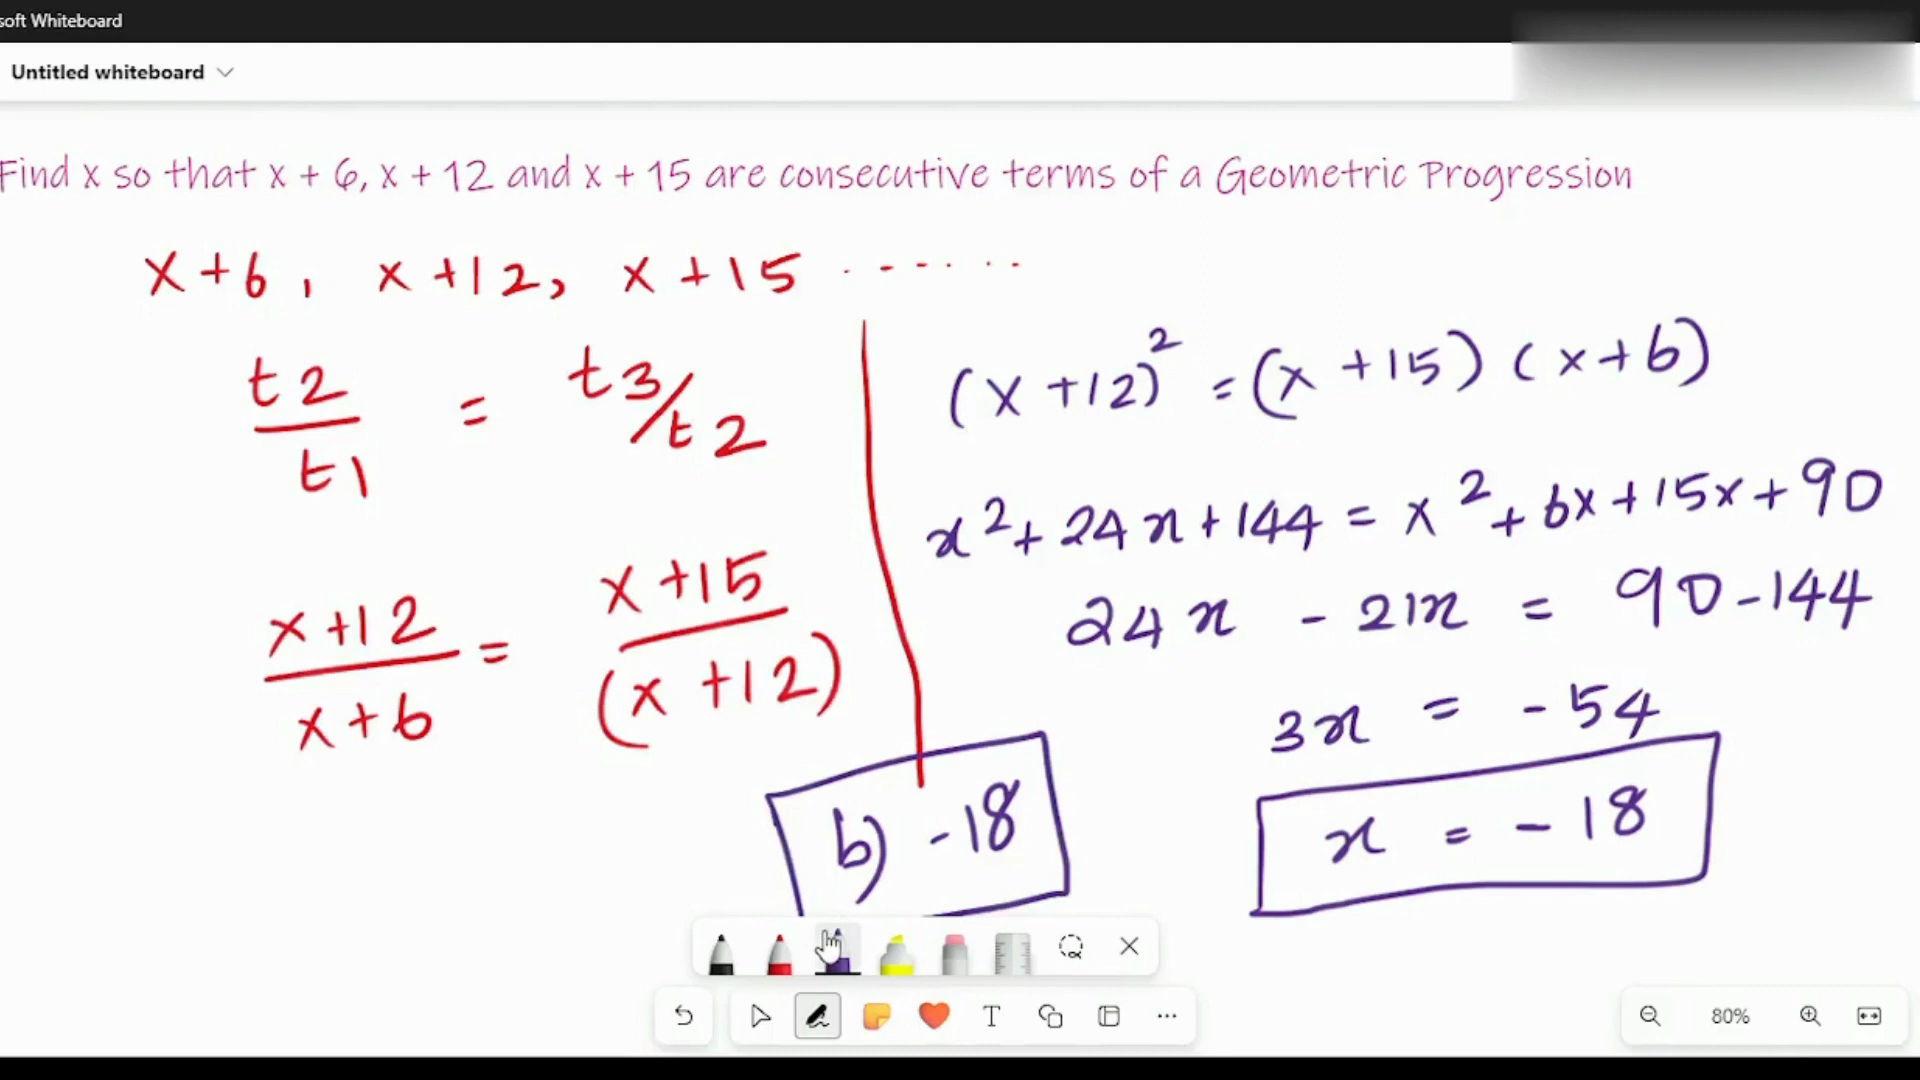 soft Whiteboard
Untitled whiteboard
Find x so that x + 6, x + 12 and x + 15 are consecutive terms of a Geometric Progression
x+6, x+12, x+15 .......
t2/t1 = t3/t2
(x+12)² = (x+15)(x+6)
x²+24x+144 = x²+6x+15x+90
24x - 21x = 90-144
x+12/x+6 = x+15/(x+12)
3x = -54
b) -18
x = -18
T
80%